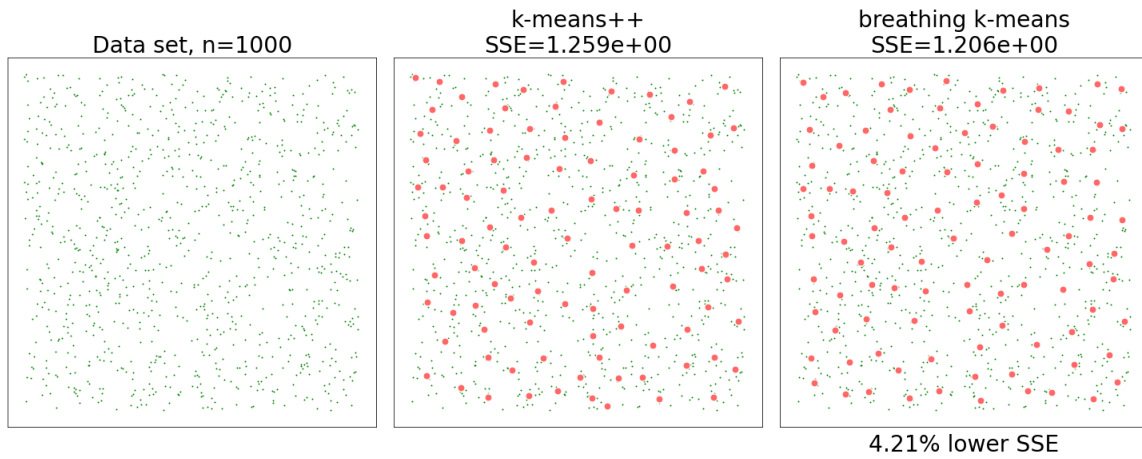 Data set, n=1000
k-means++
SSE=1.259e+00
breathing k-means
SSE=1.206e+00
4.21% lower SSE